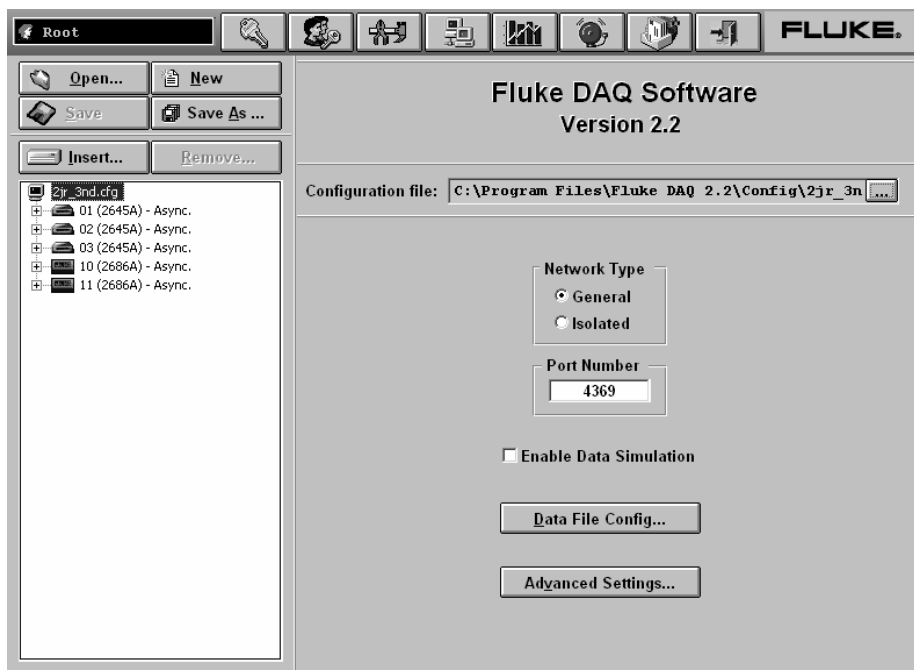 Root
FLUKE®
Open...
New
Save
Save As ...
Insert...
Remove...
2jr_3nd.cfg
01 (2645A) - Async.
02 (2645A) - Async.
03 (2645A) - Async.
10 (2686A) - Async.
11 (2686A) - Async.
Fluke DAQ Software
Version 2.2
Configuration file: C:\Program Files\Fluke DAQ 2.2\Config\2jr_3n ...
Network Type
General
Isolated
Port Number
4369
Enable Data Simulation
Data File Config...
Advanced Settings...